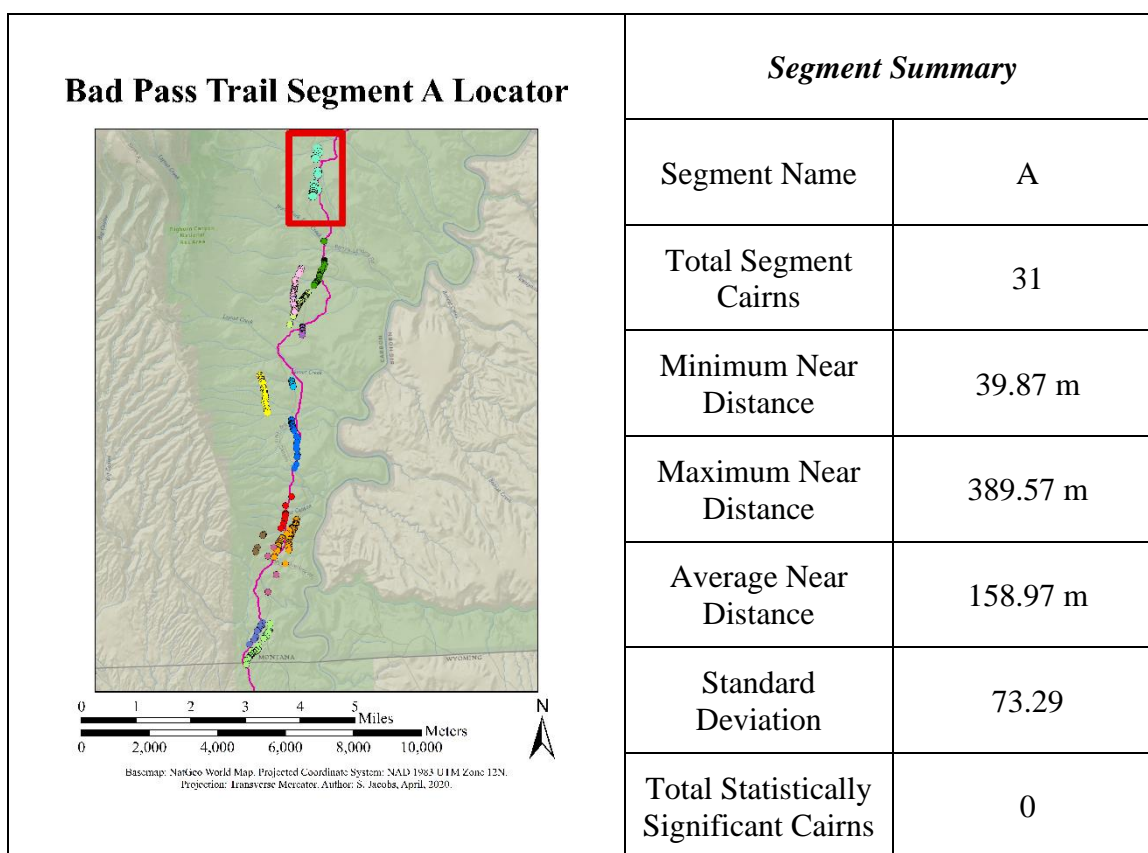 Bad Pass Trail Segment A Locator
MONTANA
WYOMING
0 1 2 3 4 5
Miles
N
Meters
0 2,000 4,000 6,000 8,000 10,000
Basemap: NatGeo World Map. Projected Coordinate System: NAD 1983 UTM Zone 12N.
Projection: Transverse Mercator. Author: S. Jacobs, April, 2020.
Segment Summary
Segment Name
A
Total Segment
Cairns
31
Minimum Near
Distance
39.87 m
Maximum Near
Distance
389.57 m
Average Near
Distance
158.97 m
Standard
Deviation
73.29
Total Statistically
Significant Cairns
0